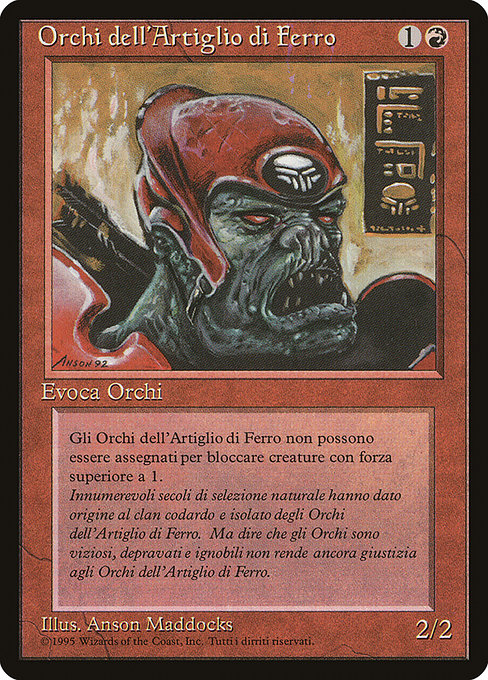 Orchi dell'Artiglio di Ferro 1
ANSON 92
Evoca Orchi
Gli Orchi dell'Artiglio di Ferro non possono
essere assegnati per bloccare creature con forza
superiore a 1.
Innumerevoli secoli di selezione naturale hanno dato
origine al clan codardo e isolato degli Orchi
dell'Artiglio di Ferro. Ma dire che gli Orchi sono
viziosi, depravati e ignobili non rende ancora giustizia
agli Orchi dell'Artiglio di Ferro.
Illus. Anson Maddocks
©1995 Wizards of the Coast, Inc. Tutti i diritti riservati.
2/2